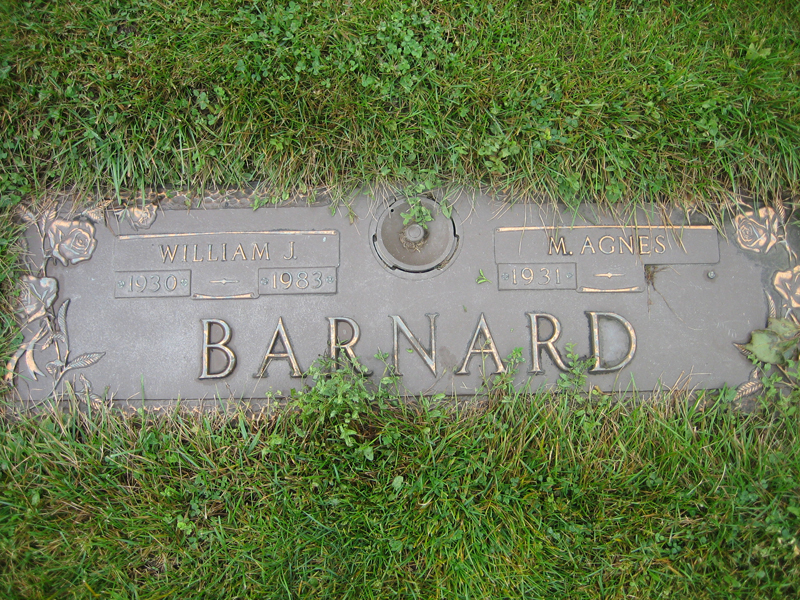 WILLIAM J.
1930 1983
M. AGNES
1931
BARNARD